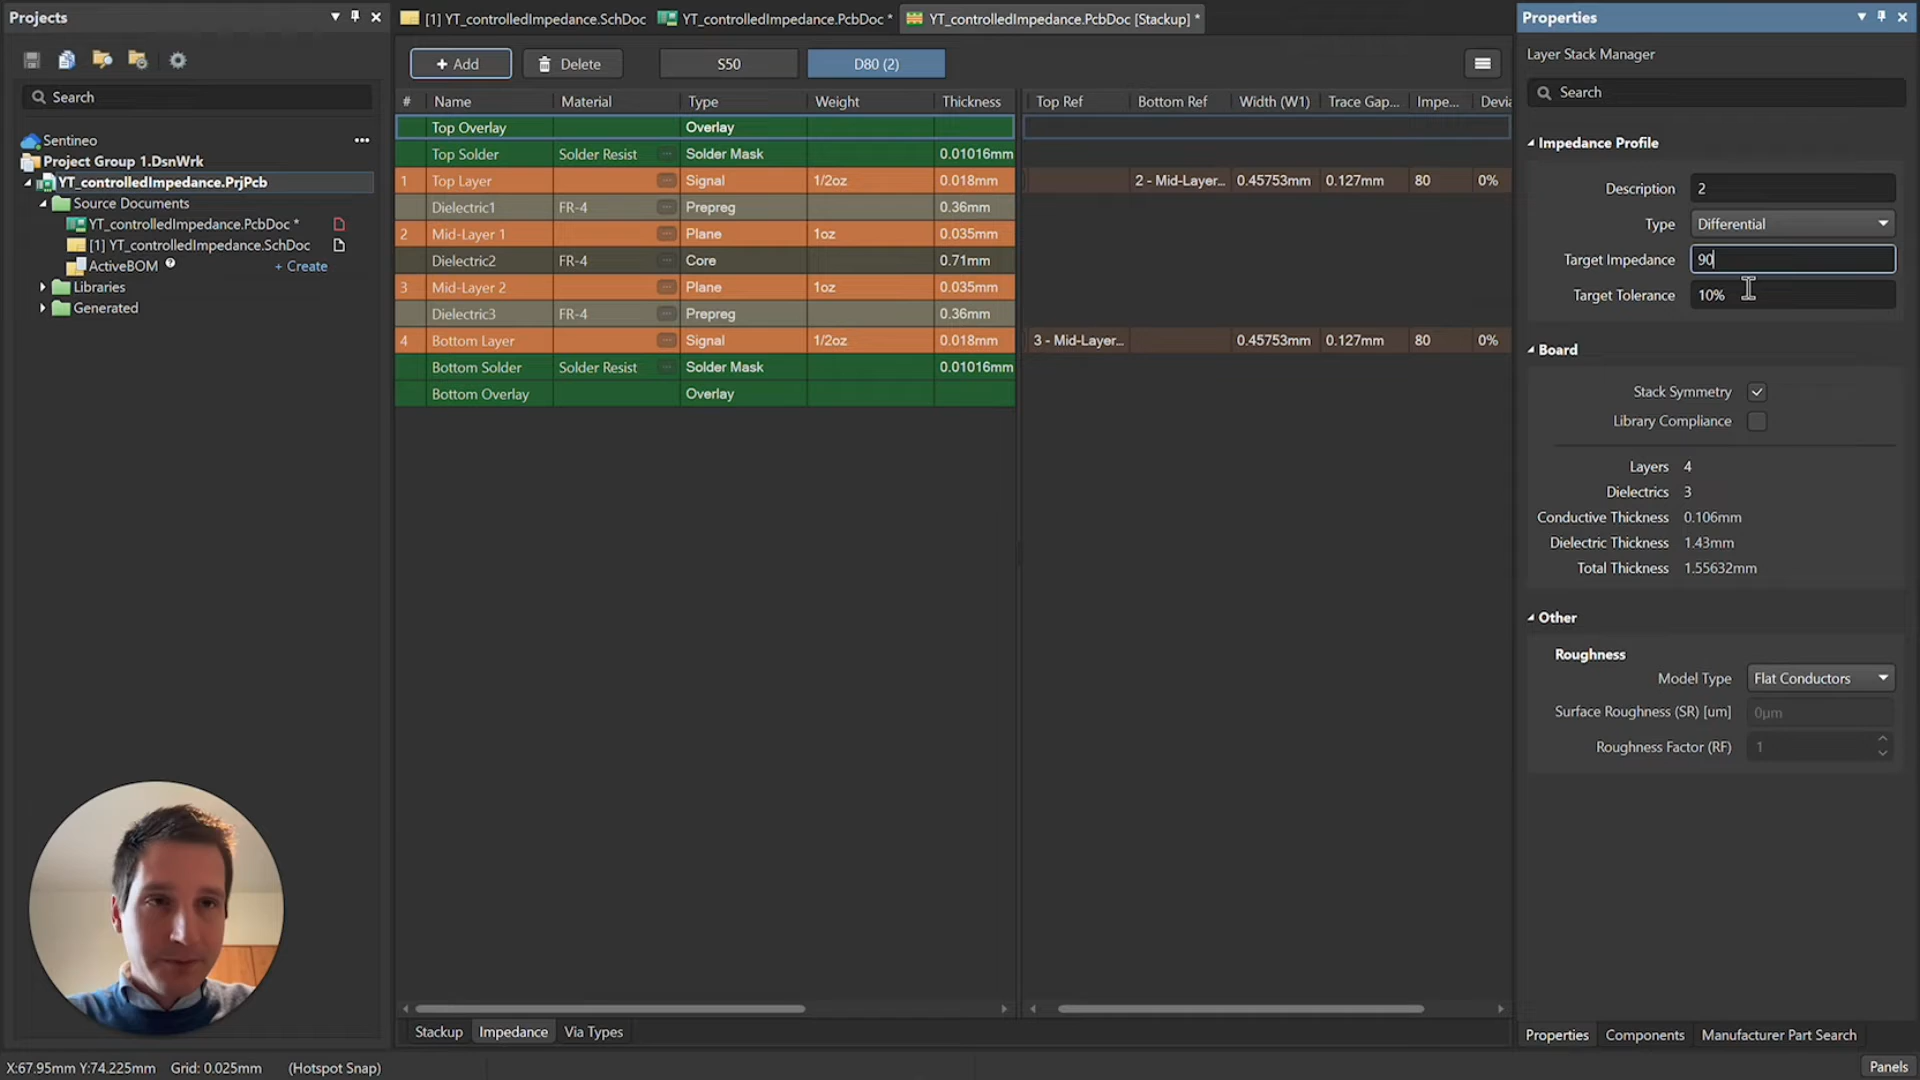 Projects
Search
Sentineo
Project Group 1.DsnWrk
YT_controlledImpedance.PrjPcb
Source Documents
YT_controlledImpedance.PcbDoc *
[1] YT_controlledImpedance.SchDoc
ActiveBOM
+ Create
Libraries
Generated
[1] YT_controlledImpedance.SchDoc
YT_controlledImpedance.PcbDoc *
YT_controlledImpedance.PcbDoc [Stackup] *
+ Add
Delete
S50
D80 (2)
# Name Material Type Weight Thickness Top Ref Bottom Ref Width (W1) Trace Gap... Impe... Devia
Top Overlay Overlay
Top Solder Solder Resist Solder Mask 0.01016mm
1 Top Layer Signal 1/2oz 0.018mm 2 - Mid-Layer... 0.45753mm 0.127mm 80 0%
Dielectric1 FR-4 Prepreg 0.36mm
2 Mid-Layer 1 Plane 1oz 0.035mm
Dielectric2 FR-4 Core 0.71mm
3 Mid-Layer 2 Plane 1oz 0.035mm
Dielectric3 FR-4 Prepreg 0.36mm
4 Bottom Layer Signal 1/2oz 0.018mm 3 - Mid-Layer... 0.45753mm 0.127mm 80 0%
Bottom Solder Solder Resist Solder Mask 0.01016mm
Bottom Overlay Overlay
Stackup Impedance Via Types
Properties
Layer Stack Manager
Search
Impedance Profile
Description 2
Type Differential
Target Impedance 90
Target Tolerance 10%
Board
Stack Symmetry
Library Compliance
Layers 4
Dielectrics 3
Conductive Thickness 0.106mm
Dielectric Thickness 1.43mm
Total Thickness 1.55632mm
Other
Roughness
Model Type Flat Conductors
Surface Roughness (SR) [um] 0µm
Roughness Factor (RF) 1
Properties Components Manufacturer Part Search
X:67.95mm Y:74.225mm Grid: 0.025mm (Hotspot Snap)
Panels